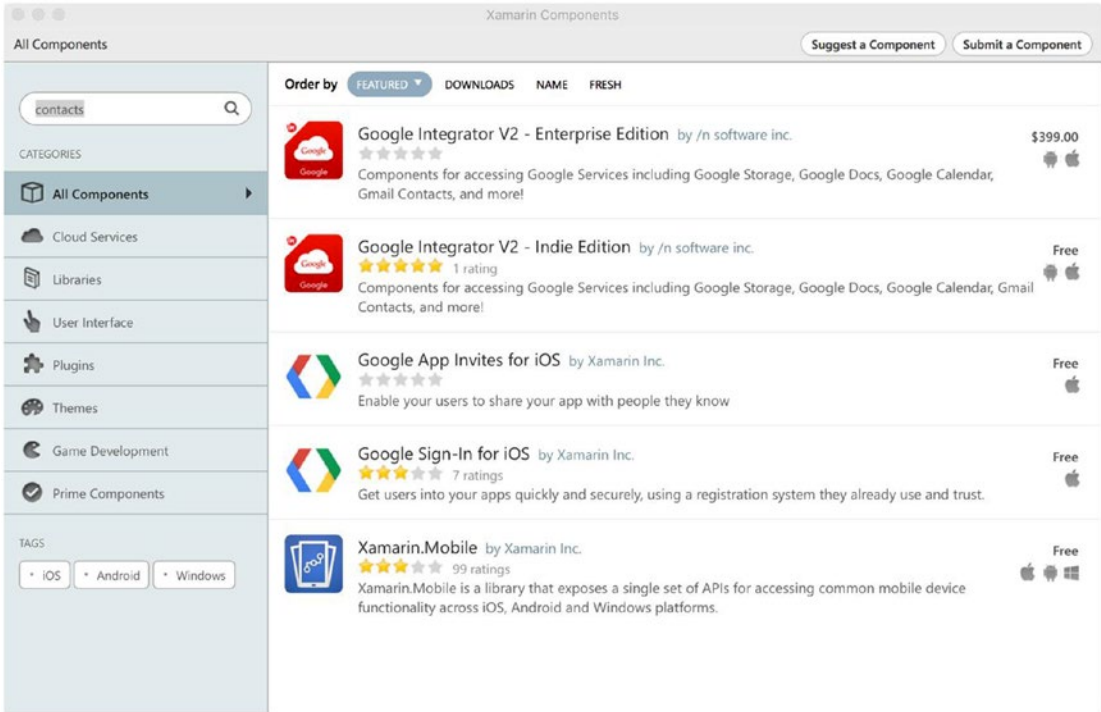 Xamarin Components
All Components
Suggest a Component
Submit a Component
contacts
CATEGORIES
All Components
Cloud Services
Libraries
User Interface
Plugins
Themes
Game Development
Prime Components
TAGS
iOS
Android
Windows
Order by FEATURED DOWNLOADS NAME FRESH
Google
Google
Google Integrator V2 - Enterprise Edition by /n software inc.
$399.00
Components for accessing Google Services including Google Storage, Google Docs, Google Calendar,
Gmail Contacts, and more!
Google
Google
Google Integrator V2 - Indie Edition by /n software inc.
Free
1 rating
Components for accessing Google Services including Google Storage, Google Docs, Google Calendar, Gmail
Contacts, and more!
Google App Invites for iOS by Xamarin Inc.
Free
Enable your users to share your app with people they know
Google Sign-In for iOS by Xamarin Inc.
Free
7 ratings
Get users into your apps quickly and securely, using a registration system they already use and trust.
Xamarin.Mobile by Xamarin Inc.
Free
99 ratings
Xamarin.Mobile is a library that exposes a single set of APIs for accessing common mobile device
functionality across iOS, Android and Windows platforms.